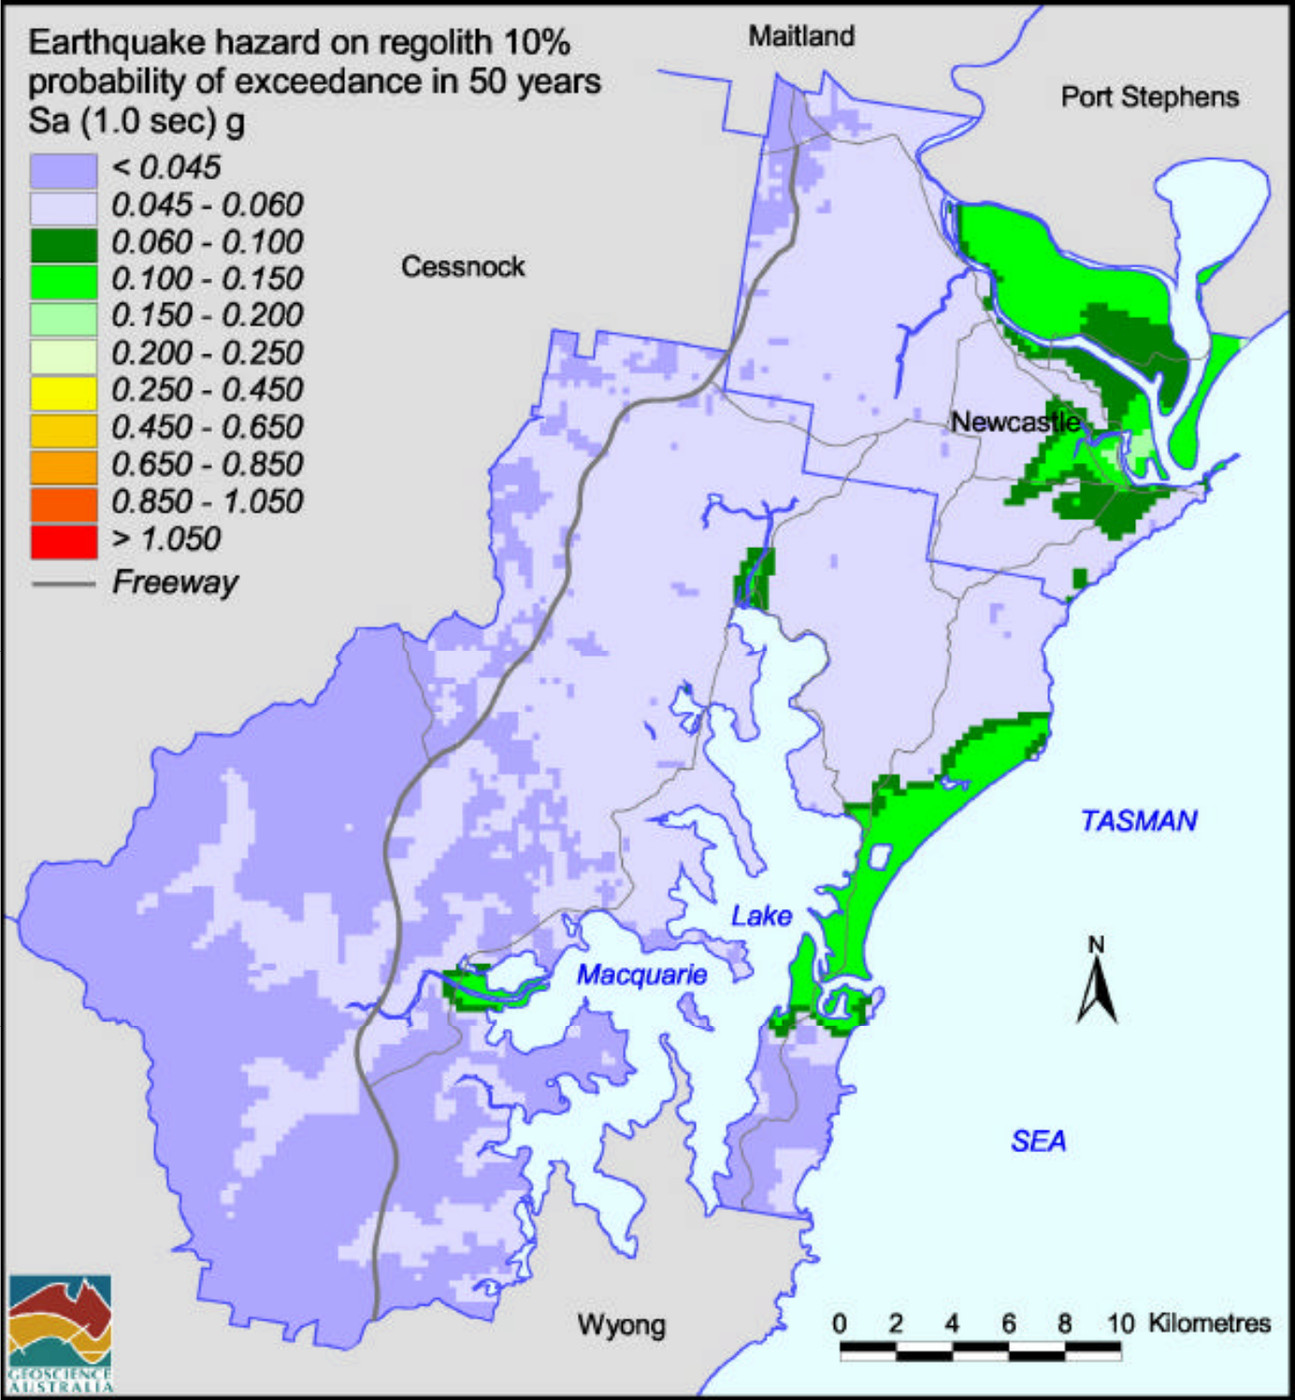 Earthquake hazard on regolith 10%
probability of exceedance in 50 years
Sa (1.0 sec) g
< 0.045
0.045 - 0.060
0.060 - 0.100
0.100 - 0.150
0.150 - 0.200
0.200 - 0.250
0.250 - 0.450
0.450 - 0.650
0.650 - 0.850
0.850 - 1.050
> 1.050
Freeway
Maitland
Port Stephens
Cessnock
Newcastle
TASMAN
Lake
Macquarie
N
SEA
Wyong
0 2 4 6 8 10 Kilometres
GEOSCIENCE
AUSTRALIA